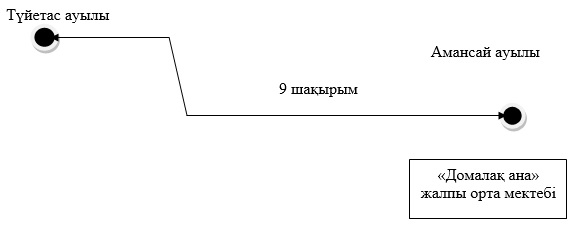 Түйетас ауылы
Амансай ауылы
9 шақырым
«Домалақ ана»
жалпы орта мектебі